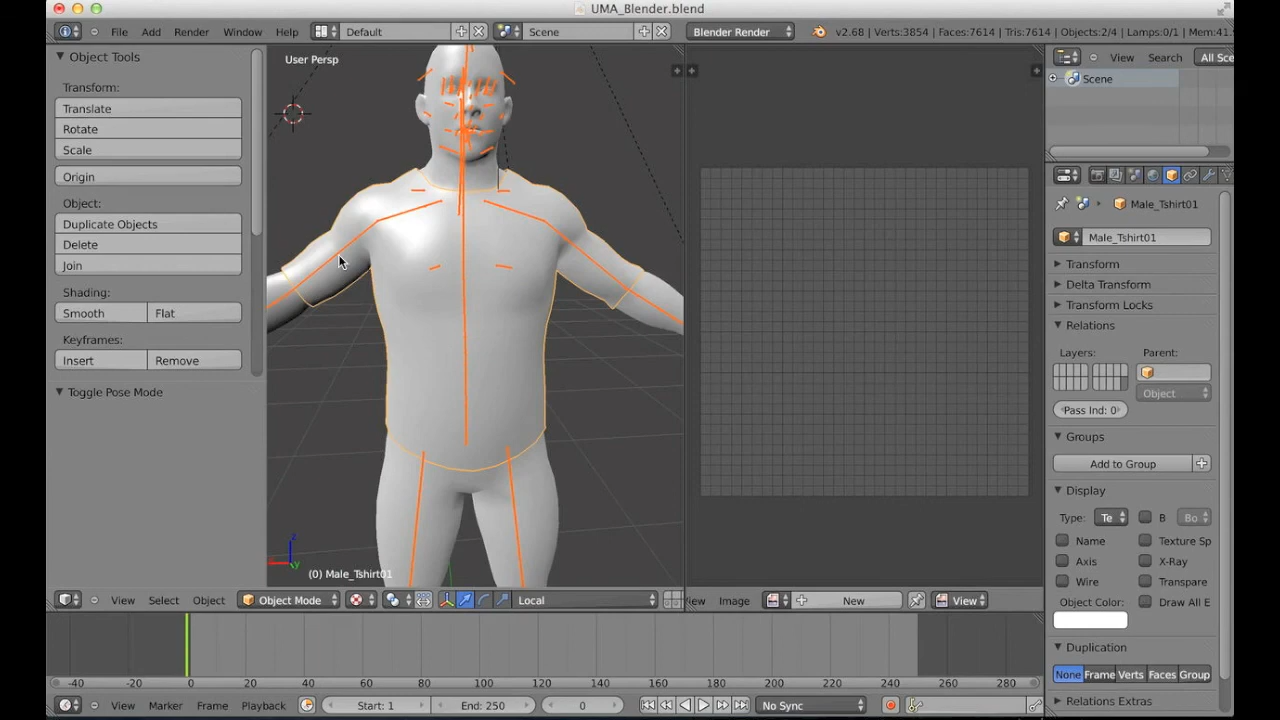 UMA_Blender.blend
File Add Render Window Help Default Scene Blender Render v2.68 | Verts:3854 | Faces:7614 | Tris:7614 | Objects:2/4 | Lamps:0/1 | Mem:41.
Object Tools
Transform:
Translate
Rotate
Scale
Origin
Object:
Duplicate Objects
Delete
Join
Shading:
Smooth Flat
Keyframes:
Insert Remove
Toggle Pose Mode
User Persp
(0) Male_Tshirt01
View Select Object Object Mode Local
iew Image New View
View Search All Sce
Scene
Male_Tshirt01
Male_Tshirt01
Transform
Delta Transform
Transform Locks
Relations
Layers: Parent:
Object
Pass Ind: 0
Groups
Add to Group
Display
Type: Te B Bo
Name Texture Sp
Axis X-Ray
Wire Transpare
Object Color: Draw All E
Duplication
None Frame Verts Faces Group
Relations Extras
-40 -20 0 20 40 60 80 100 120 140 160 180 200 220 240 260 280
View Marker Frame Playback Start: 1 End: 250 0 No Sync